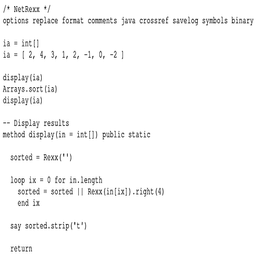 /* NetRexx */
options replace format comments java crossref savelog symbols binary

ia = int[]
ia = [ 2, 4, 3, 1, 2, -1, 0, -2 ]

display(ia)
Arrays.sort(ia)
display(ia)

-- Display results
method display(in = int[]) public static

  sorted = Rexx('')

  loop ix = 0 for in.length
    sorted = sorted || Rexx(in[ix]).right(4)
    end ix

  say sorted.strip('t')

  return